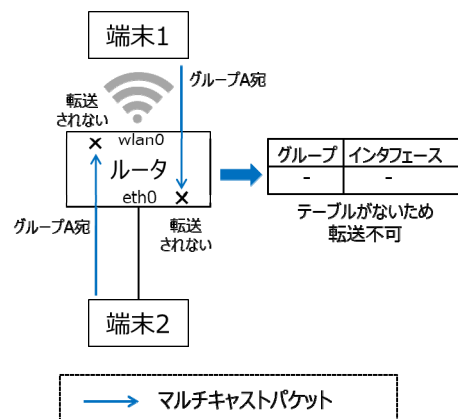 端末1
グループA宛
転送
されない
wlan0
ルータ
eth0
グループA宛
転送
されない
グループ インタフェース
- -
テーブルがないため
転送不可
端末2
マルチキャストパケット